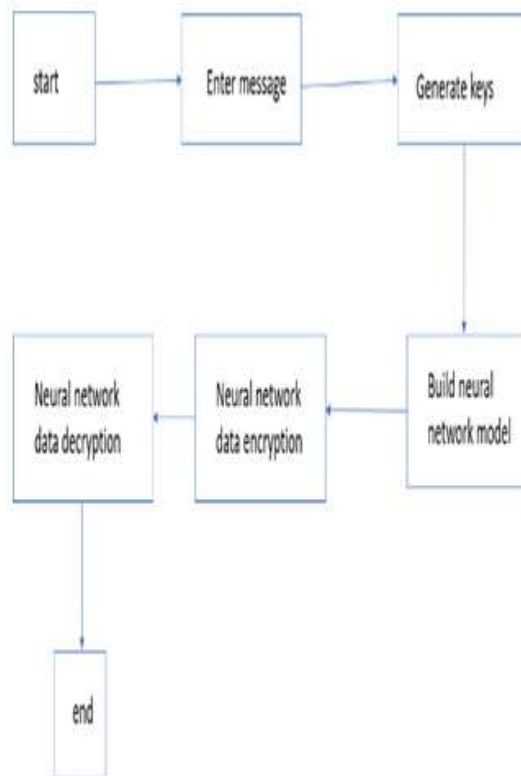 start
Enter message
Generate keys
Build neural
network model
Neural network
data encryption
Neural network
data decryption
end